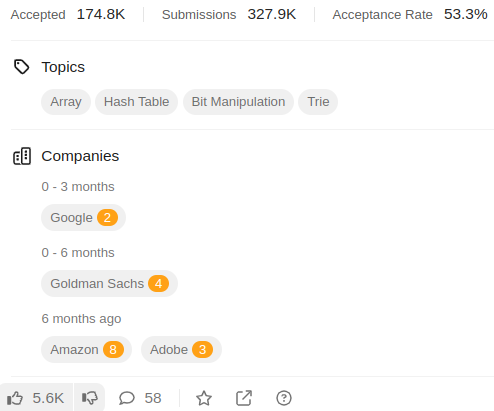 Accepted 174.8K Submissions 327.9K Acceptance Rate 53.3%
Topics
Array Hash Table Bit Manipulation Trie
Companies
0 - 3 months
Google 2
0 - 6 months
Goldman Sachs 4
6 months ago
Amazon 8 Adobe 3
5.6K 58